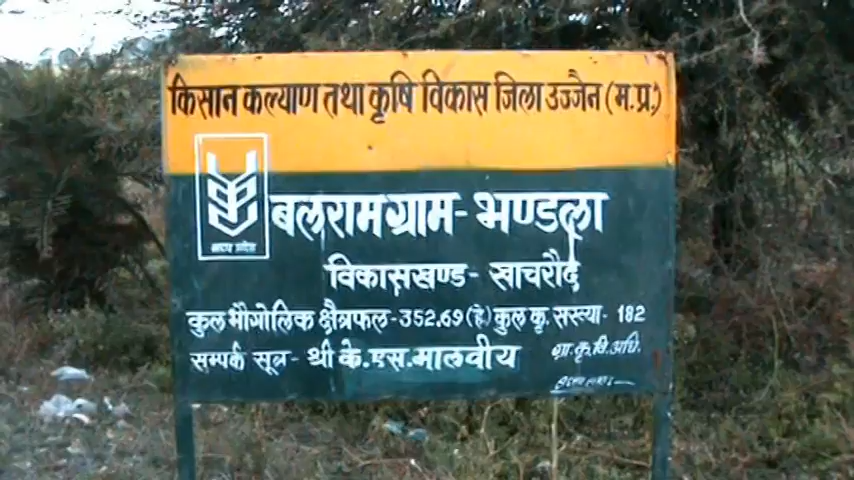 किसान कल्याण तथा कृषि विकास जिला उज्जैन (म.प्र.)
बलरामग्राम- भण्डला
विकासखण्ड- खाचरौद
कुल भौगोलिक क्षैत्रफल-352.69 (हे) कुल कृ. संख्या- 182
सम्पर्क सूत्र- श्री के.एस.मालवीय ग्रा.कृ.वि.अधि.